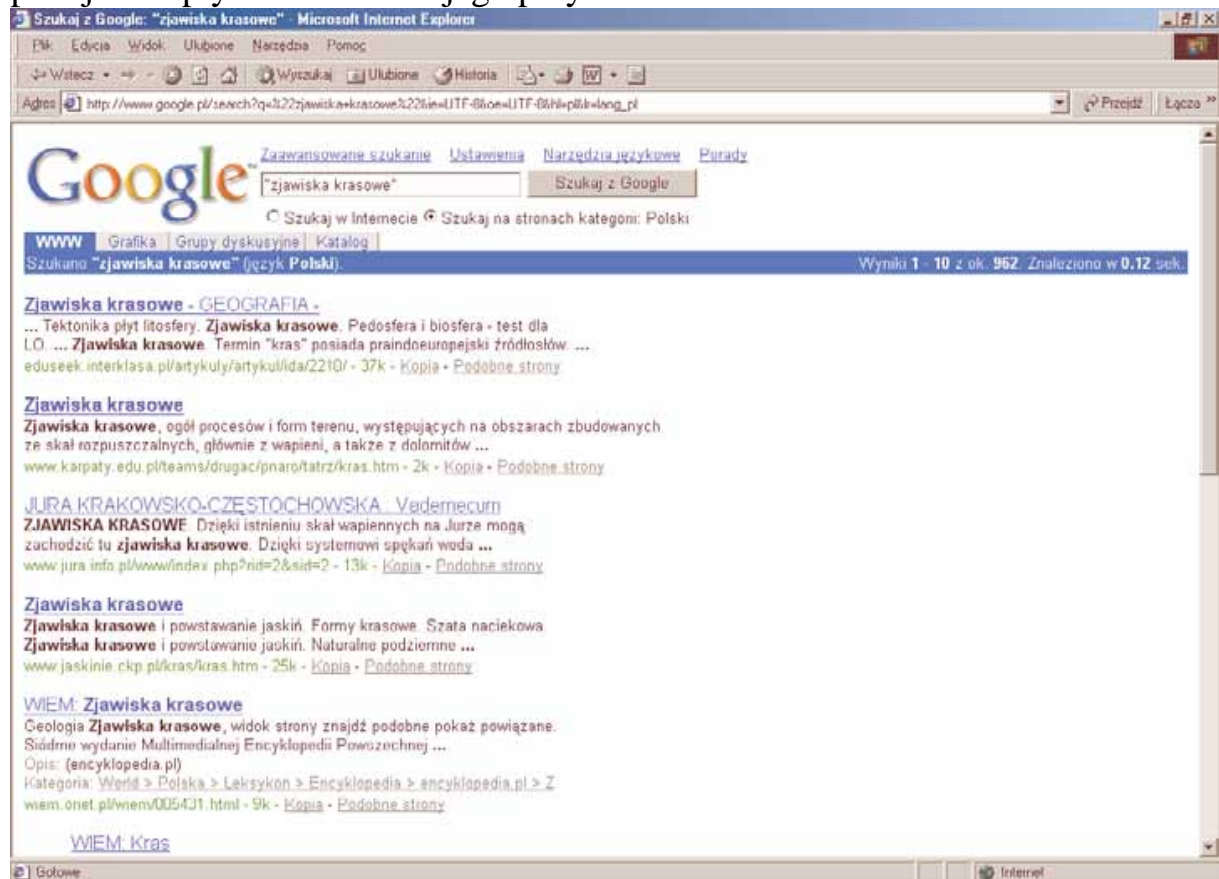 Szukaj z Google: "zjawiska krasowe" - Microsoft Internet Explorer
Plik Edycja Widok Ulubione Narzędzia Pomoc
Wstecz Wyszukaj Ulubione Historia
Adres http://www.google.pl/search?q=%22zjawiska+krasowe%22&ie=UTF-8&oe=UTF-8&hl=pl&lr=lang_pl Przejdź Łącza »
Google™
Zaawansowane szukanie Ustawienia Narzędzia językowe Porady
"zjawiska krasowe" Szukaj z Google
Szukaj w Internecie Szukaj na stronach kategorii: Polski
WWW Grafika Grupy dyskusyjne Katalog
Szukano "zjawiska krasowe" (język Polski). Wyniki 1 - 10 z ok. 962. Znaleziono w 0.12 sek.
Zjawiska krasowe - GEOGRAFIA -
... Tektonika płyt litosfery. Zjawiska krasowe. Pedosfera i biosfera - test dla
LO. ... Zjawiska krasowe. Termin "kras" posiada praindoeuropejski źródłosłów. ...
eduseek.interklasa.pl/artykuly/artykul/ida/2210/ - 37k - Kopia - Podobne strony
Zjawiska krasowe
Zjawiska krasowe, ogół procesów i form terenu, występujących na obszarach zbudowanych
ze skał rozpuszczalnych, głównie z wapieni, a także z dolomitów ...
www.karpaty.edu.pl/teams/drugac/pnaro/tatrz/kras.htm - 2k - Kopia - Podobne strony
JURA KRAKOWSKO-CZĘSTOCHOWSKA . Vademecum
ZJAWISKA KRASOWE. Dzięki istnieniu skał wapiennych na Jurze mogą
zachodzić tu zjawiska krasowe. Dzięki systemowi spękań woda ...
www.jura.info.pl/www/index.php?rid=2&sid=2 - 13k - Kopia - Podobne strony
Zjawiska krasowe
Zjawiska krasowe i powstawanie jaskiń. Formy krasowe. Szata naciekowa
Zjawiska krasowe i powstawanie jaskiń. Naturalne podziemne ...
www.jaskinie.ckp.pl/kras/kras.htm - 25k - Kopia - Podobne strony
WIEM: Zjawiska krasowe
Geologia Zjawiska krasowe, widok strony znajdź podobne pokaż powiązane.
Siódme wydanie Multimedialnej Encyklopedii Powszechnej ...
Opis: (encyklopedia.pl)
Kategoria: World > Polska > Leksykon > Encyklopedia > encyklopedia.pl > Z
wiem.onet.pl/wiem/005431.html - 9k - Kopia - Podobne strony
WIEM: Kras
Gotowe Internet